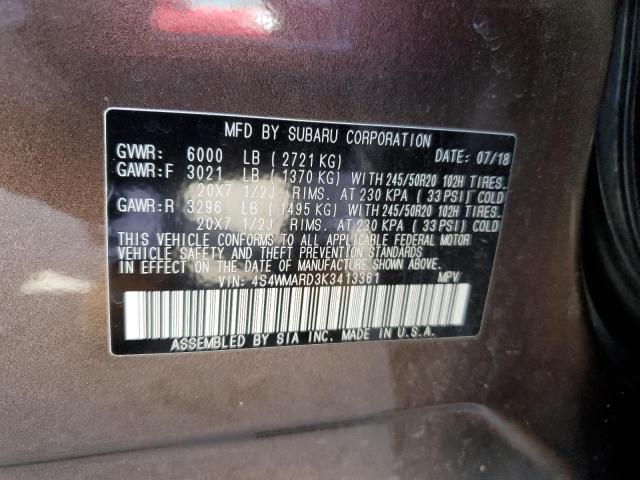 MFD BY SUBARU CORPORATION
GVWR: 6000 LB (2721 KG) DATE: 07/18
GAWR:F 3021 LB (1370 KG) WITH 245/50R20 102H TIRES.
20X7 1/2J RIMS. AT 230 KPA (33 PSI) COLD
GAWR:R 3296 LB (1495 KG) WITH 245/50R20 102H TIRES.
20X7 1/2J RIMS. AT 230 KPA (33 PSI) COLD
THIS VEHICLE CONFORMS TO ALL APPLICABLE FEDERAL MOTOR
VEHICLE SAFETY AND THEFT PREVENTION STANDARDS
IN EFFECT ON THE DATE OF MANUFACTURE SHOWN ABOVE.
VIN: 4S4WMARD3K3413361 MPV
ASSEMBLED BY SIA INC. MADE IN U.S.A.